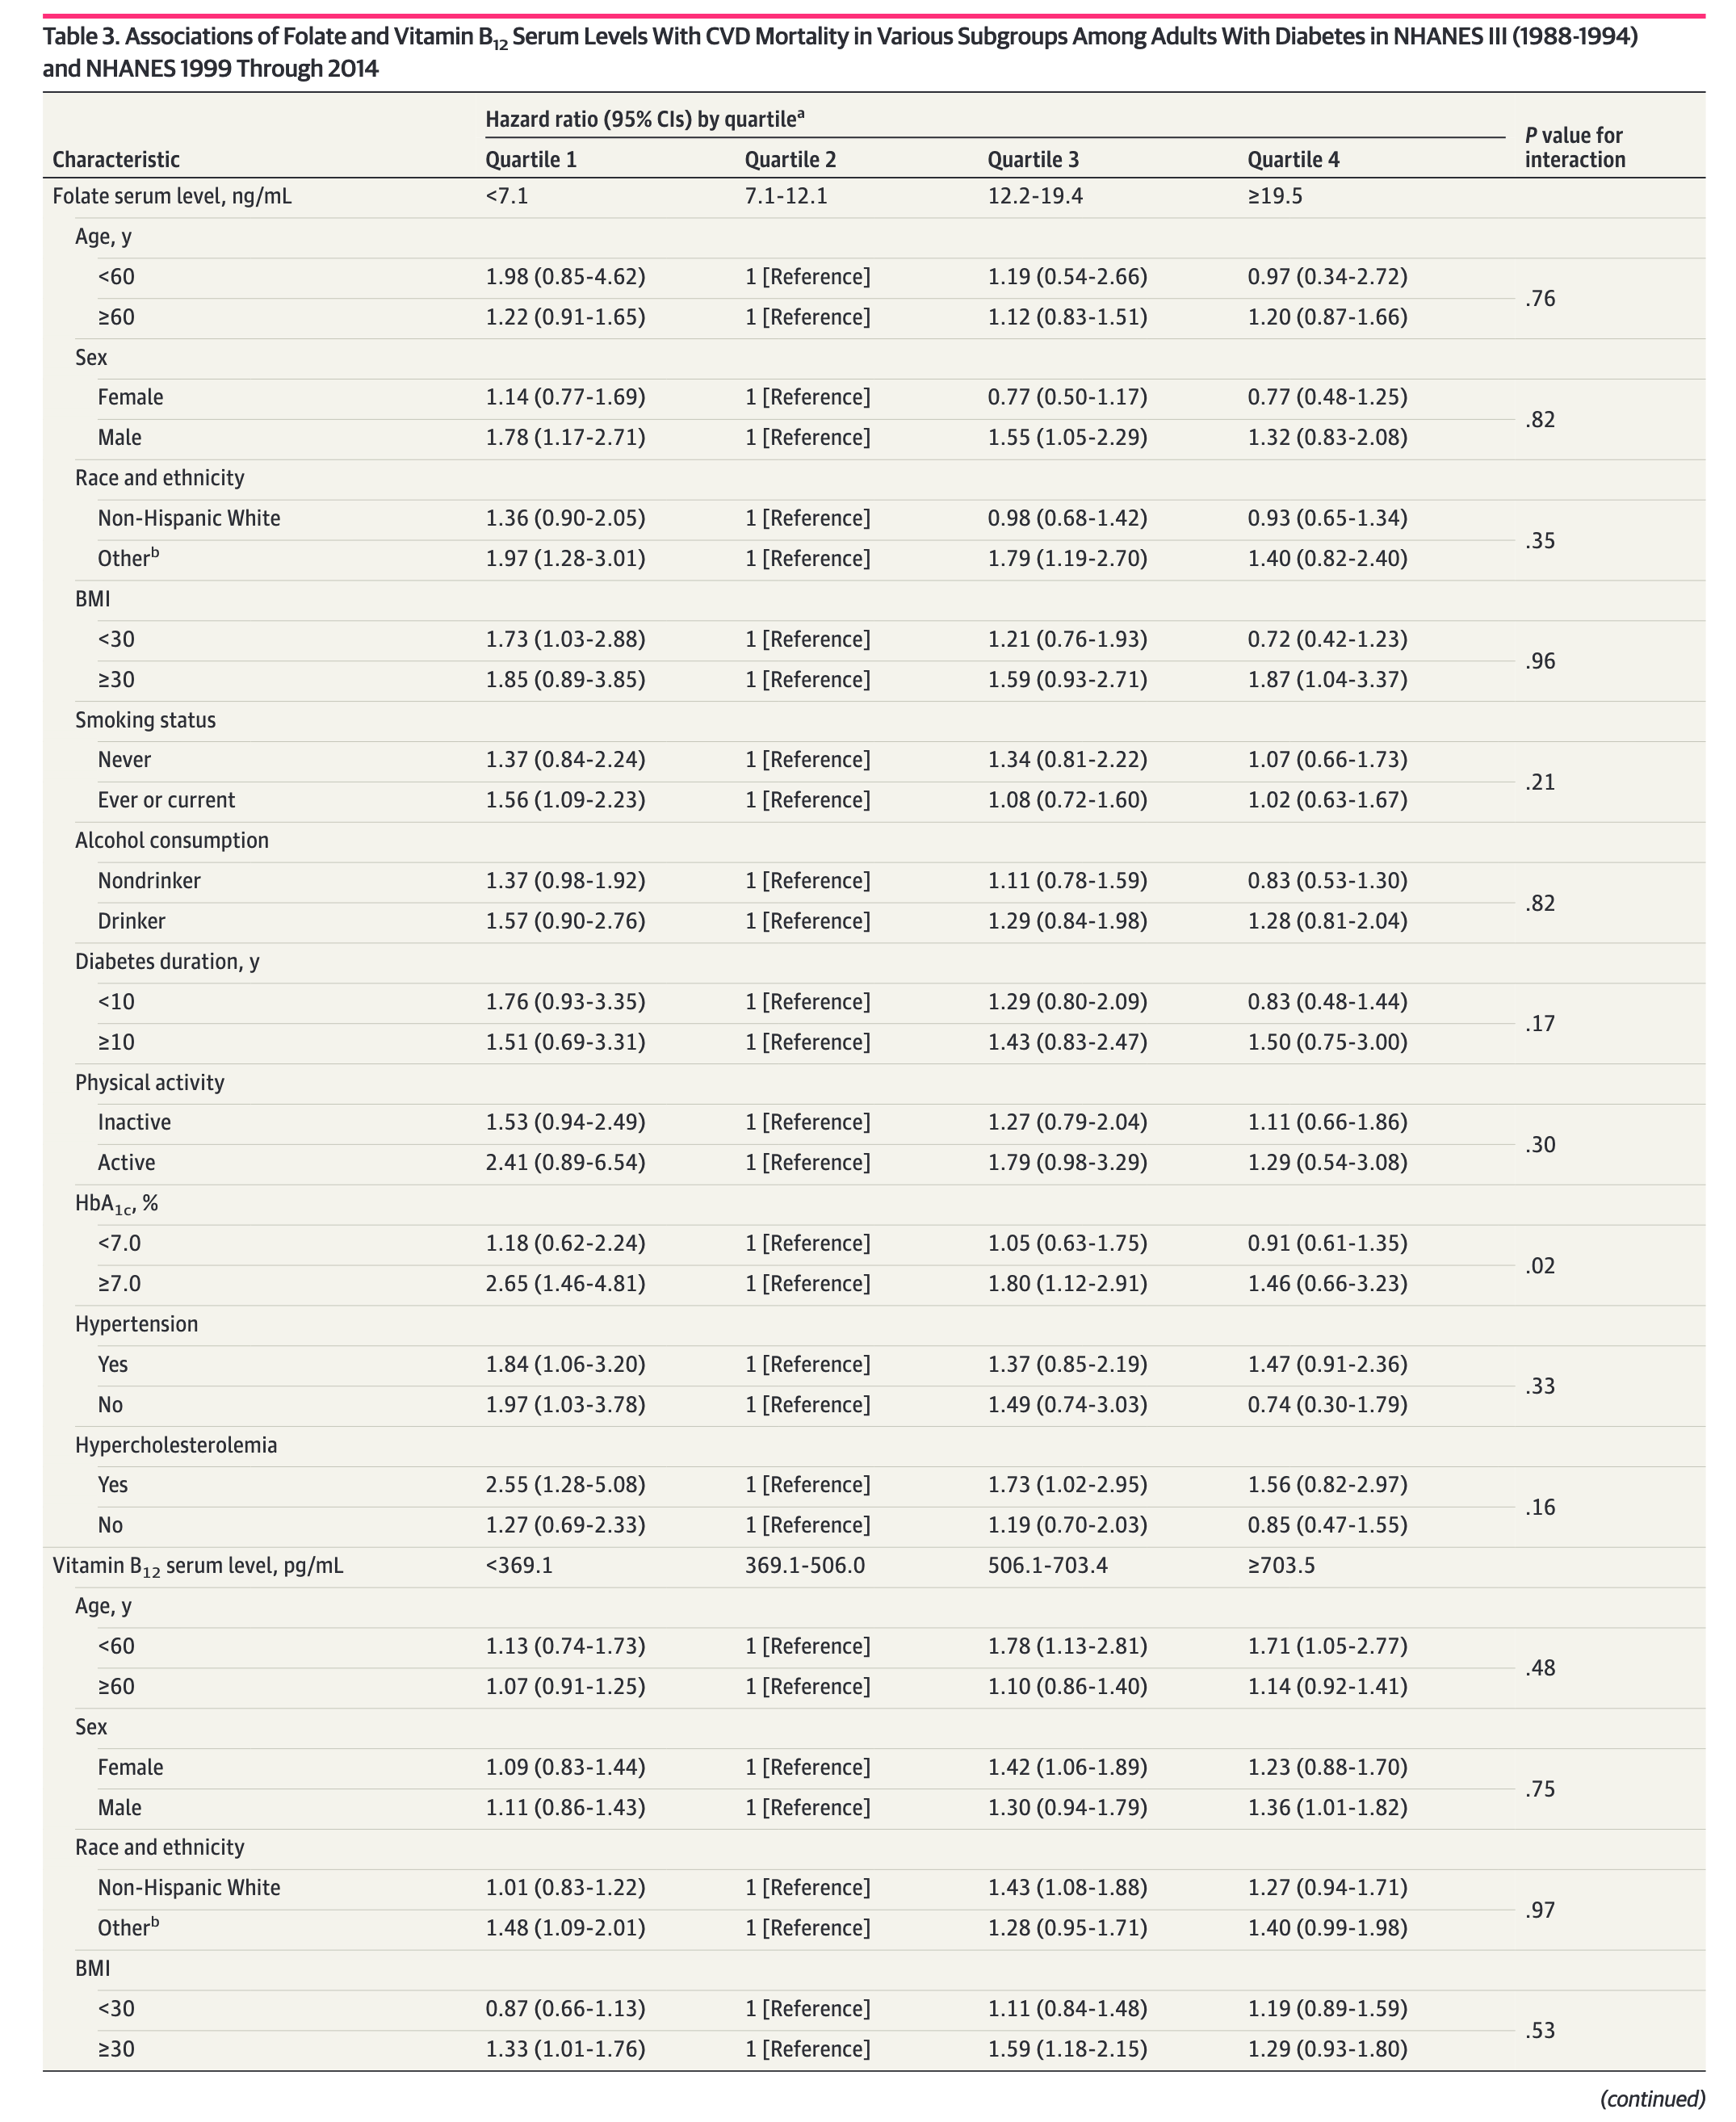 Table 3. Associations of Folate and Vitamin B12 Serum Levels With CVD Mortality in Various Subgroups Among Adults With Diabetes in NHANES III (1988-1994)
and NHANES 1999 Through 2014
Hazard ratio (95% CIs) by quartileᵃ
Characteristic Quartile 1 Quartile 2 Quartile 3 Quartile 4 P value for interaction
Folate serum level, ng/mL <7.1 7.1-12.1 12.2-19.4 ≥19.5
Age, y
<60 1.98 (0.85-4.62) 1 [Reference] 1.19 (0.54-2.66) 0.97 (0.34-2.72)
.76
≥60 1.22 (0.91-1.65) 1 [Reference] 1.12 (0.83-1.51) 1.20 (0.87-1.66)
Sex
Female 1.14 (0.77-1.69) 1 [Reference] 0.77 (0.50-1.17) 0.77 (0.48-1.25)
.82
Male 1.78 (1.17-2.71) 1 [Reference] 1.55 (1.05-2.29) 1.32 (0.83-2.08)
Race and ethnicity
Non-Hispanic White 1.36 (0.90-2.05) 1 [Reference] 0.98 (0.68-1.42) 0.93 (0.65-1.34)
.35
Otherᵇ 1.97 (1.28-3.01) 1 [Reference] 1.79 (1.19-2.70) 1.40 (0.82-2.40)
BMI
<30 1.73 (1.03-2.88) 1 [Reference] 1.21 (0.76-1.93) 0.72 (0.42-1.23)
.96
≥30 1.85 (0.89-3.85) 1 [Reference] 1.59 (0.93-2.71) 1.87 (1.04-3.37)
Smoking status
Never 1.37 (0.84-2.24) 1 [Reference] 1.34 (0.81-2.22) 1.07 (0.66-1.73)
.21
Ever or current 1.56 (1.09-2.23) 1 [Reference] 1.08 (0.72-1.60) 1.02 (0.63-1.67)
Alcohol consumption
Nondrinker 1.37 (0.98-1.92) 1 [Reference] 1.11 (0.78-1.59) 0.83 (0.53-1.30)
.82
Drinker 1.57 (0.90-2.76) 1 [Reference] 1.29 (0.84-1.98) 1.28 (0.81-2.04)
Diabetes duration, y
<10 1.76 (0.93-3.35) 1 [Reference] 1.29 (0.80-2.09) 0.83 (0.48-1.44)
.17
≥10 1.51 (0.69-3.31) 1 [Reference] 1.43 (0.83-2.47) 1.50 (0.75-3.00)
Physical activity
Inactive 1.53 (0.94-2.49) 1 [Reference] 1.27 (0.79-2.04) 1.11 (0.66-1.86)
.30
Active 2.41 (0.89-6.54) 1 [Reference] 1.79 (0.98-3.29) 1.29 (0.54-3.08)
HbA1c, %
<7.0 1.18 (0.62-2.24) 1 [Reference] 1.05 (0.63-1.75) 0.91 (0.61-1.35)
.02
≥7.0 2.65 (1.46-4.81) 1 [Reference] 1.80 (1.12-2.91) 1.46 (0.66-3.23)
Hypertension
Yes 1.84 (1.06-3.20) 1 [Reference] 1.37 (0.85-2.19) 1.47 (0.91-2.36)
.33
No 1.97 (1.03-3.78) 1 [Reference] 1.49 (0.74-3.03) 0.74 (0.30-1.79)
Hypercholesterolemia
Yes 2.55 (1.28-5.08) 1 [Reference] 1.73 (1.02-2.95) 1.56 (0.82-2.97)
.16
No 1.27 (0.69-2.33) 1 [Reference] 1.19 (0.70-2.03) 0.85 (0.47-1.55)
Vitamin B12 serum level, pg/mL <369.1 369.1-506.0 506.1-703.4 ≥703.5
Age, y
<60 1.13 (0.74-1.73) 1 [Reference] 1.78 (1.13-2.81) 1.71 (1.05-2.77)
.48
≥60 1.07 (0.91-1.25) 1 [Reference] 1.10 (0.86-1.40) 1.14 (0.92-1.41)
Sex
Female 1.09 (0.83-1.44) 1 [Reference] 1.42 (1.06-1.89) 1.23 (0.88-1.70)
.75
Male 1.11 (0.86-1.43) 1 [Reference] 1.30 (0.94-1.79) 1.36 (1.01-1.82)
Race and ethnicity
Non-Hispanic White 1.01 (0.83-1.22) 1 [Reference] 1.43 (1.08-1.88) 1.27 (0.94-1.71)
.97
Otherᵇ 1.48 (1.09-2.01) 1 [Reference] 1.28 (0.95-1.71) 1.40 (0.99-1.98)
BMI
<30 0.87 (0.66-1.13) 1 [Reference] 1.11 (0.84-1.48) 1.19 (0.89-1.59)
.53
≥30 1.33 (1.01-1.76) 1 [Reference] 1.59 (1.18-2.15) 1.29 (0.93-1.80)
(continued)